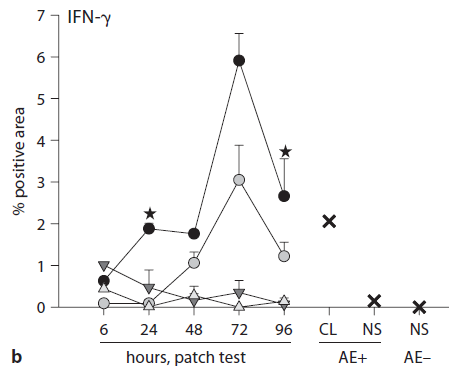 7
IFN-γ
6
5
4
3
2
1
0
% positive area
6 24 48 72 96 CL NS NS
b hours, patch test AE+ AE–